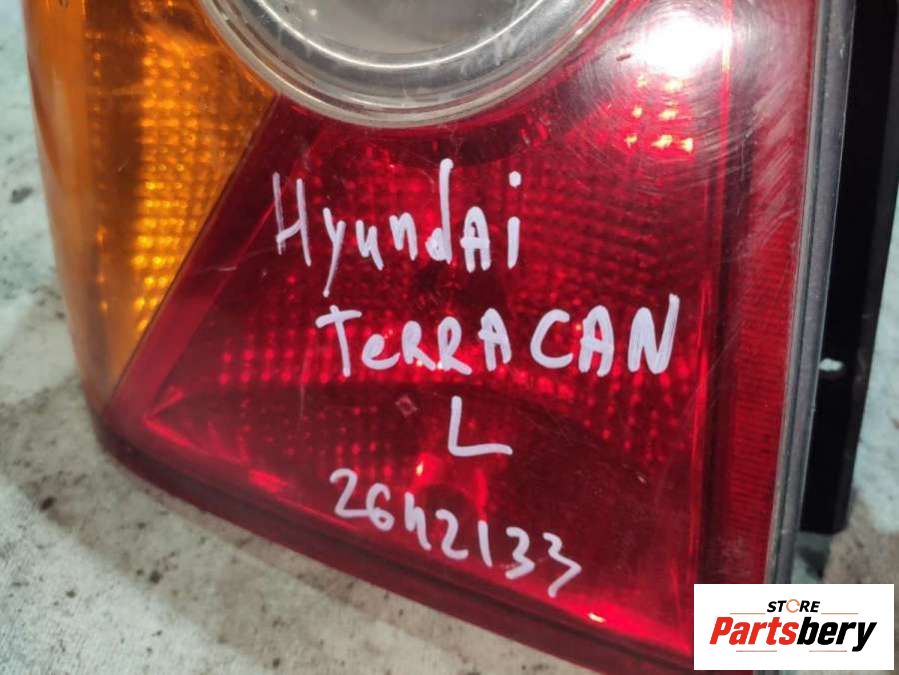 Hyundai
TeRRACAN
L
2642133
STORE
Partsbery